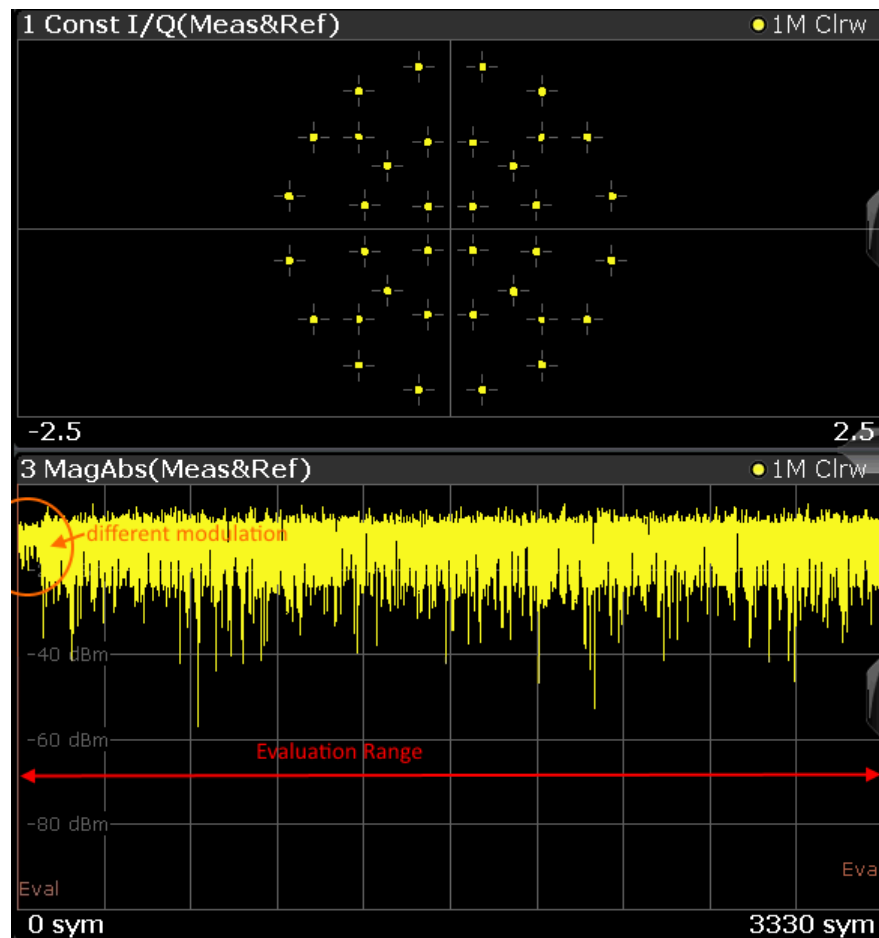 1 Const I/Q(Meas&Ref)
1M Clrw
-2.5
2.5
3 MagAbs(Meas&Ref)
1M Clrw
different modulation
-40 dBm
Evaluation Range
-60 dBm
-80 dBm
Eval
Eva
0 sym
3330 sym